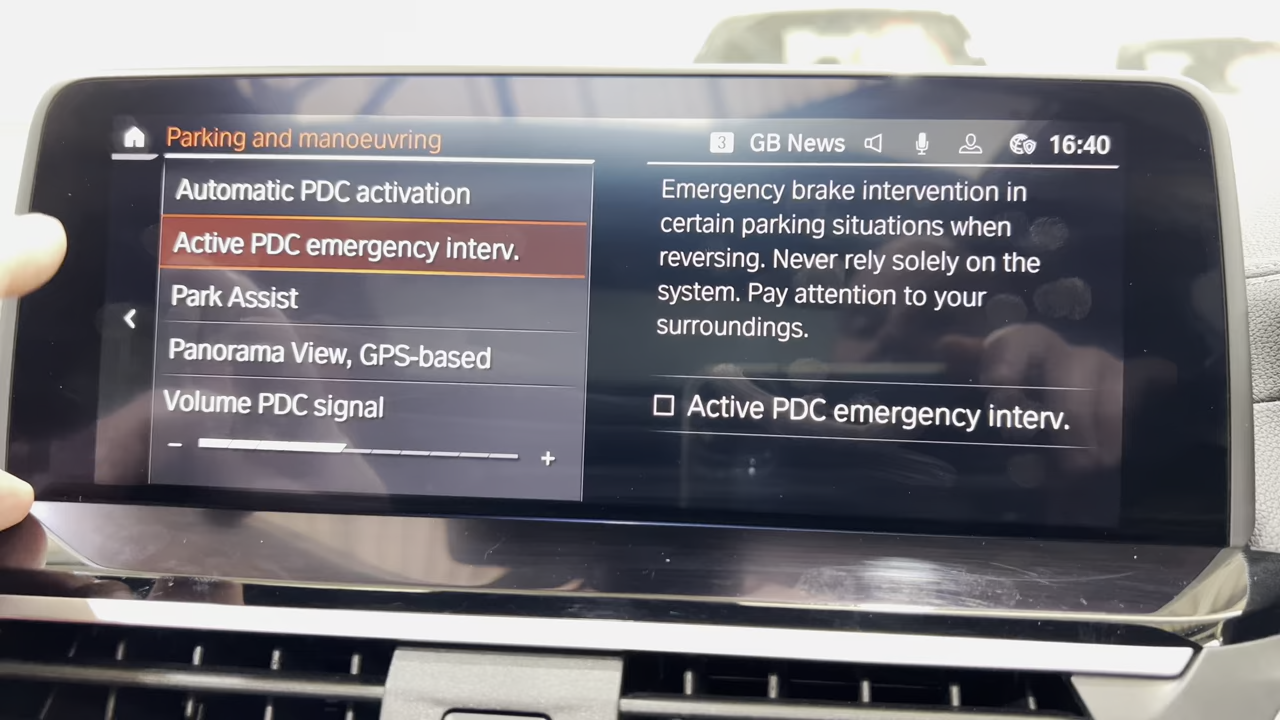 Parking and manoeuvring
3 GB News 16:40
Automatic PDC activation
Active PDC emergency interv.
Park Assist
Panorama View, GPS-based
Volume PDC signal
- +
Emergency brake intervention in
certain parking situations when
reversing. Never rely solely on the
system. Pay attention to your
surroundings.
Active PDC emergency interv.